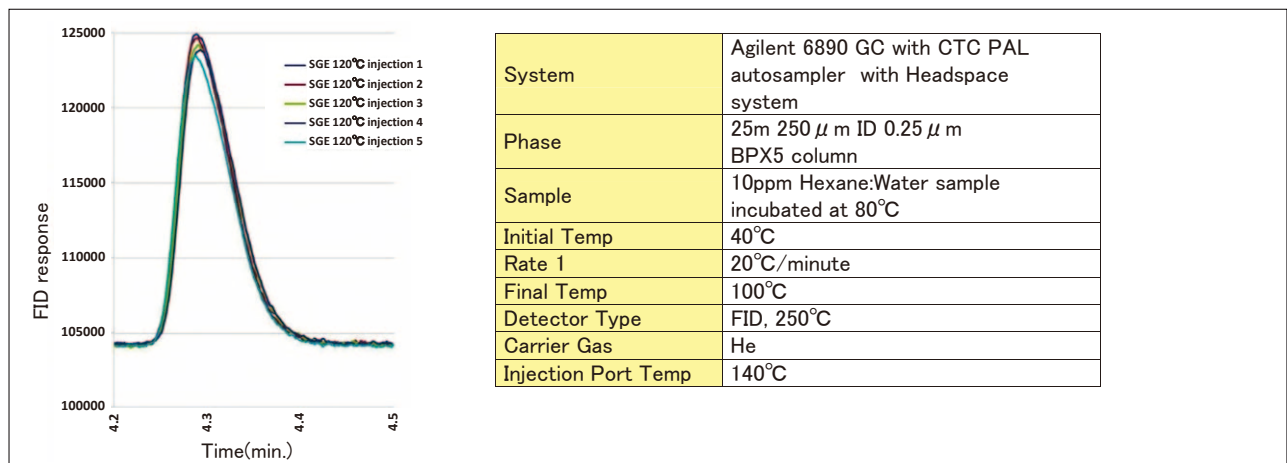 125000
120000
115000
110000
105000
100000
FID response
4.2
4.3
4.4
4.5
Time(min.)
SGE 120℃ injection 1
SGE 120℃ injection 2
SGE 120℃ injection 3
SGE 120℃ injection 4
SGE 120℃ injection 5
System
Agilent 6890 GC with CTC PAL
autosampler with Headspace
system
Phase
25m 250 μm ID 0.25 μm
BPX5 column
Sample
10ppm Hexane:Water sample
incubated at 80℃
Initial Temp
40℃
Rate 1
20℃/minute
Final Temp
100℃
Detector Type
FID, 250℃
Carrier Gas
He
Injection Port Temp
140℃